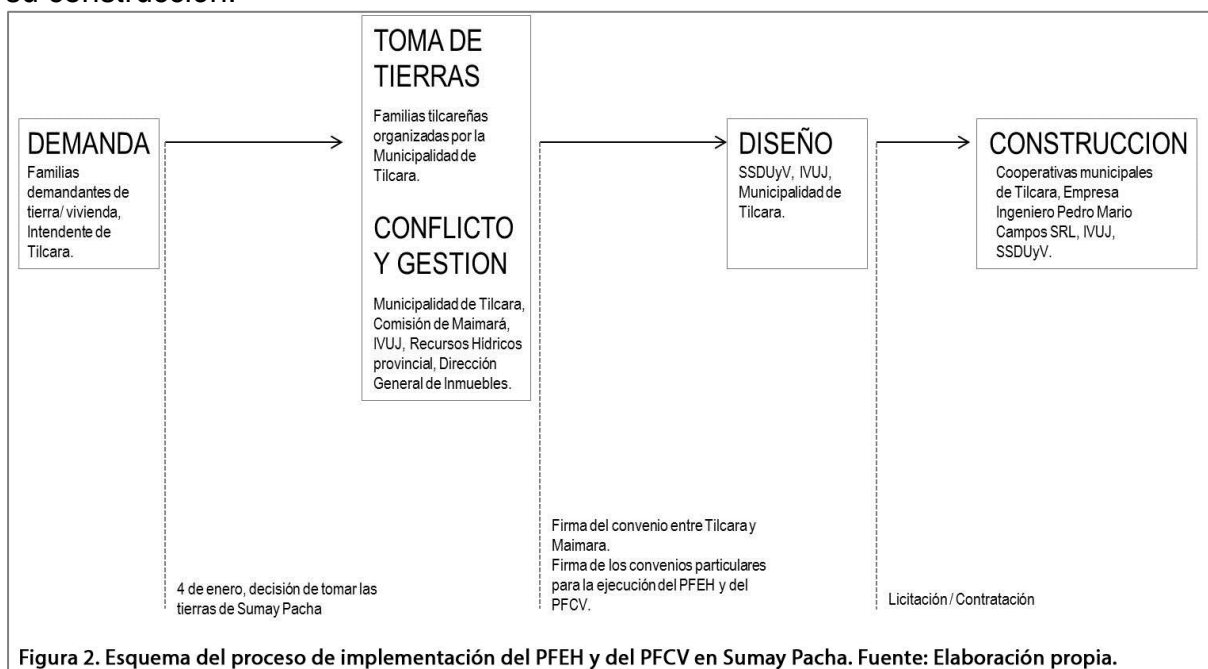 su construcción.
DEMANDA
Familias
demandantes de
tierra/ vivienda,
Intendente de
Tilcara.
TOMA DE
TIERRAS
Familias tilcareñas
organizadas por la
Municipalidad de
Tilcara.
CONFLICTO
Y GESTION
Municipalidad de Tilcara,
Comisión de Maimará,
IVUJ, Recursos Hídricos
provincial, Dirección
General de Inmuebles.
DISEÑO
SSDUyV, IVUJ,
Municipalidad de
Tilcara.
CONSTRUCCION
Cooperativas municipales
de Tilcara, Empresa
Ingeniero Pedro Mario
Campos SRL, IVUJ,
SSDUyV.
4 de enero, decisión de tomar las
tierras de Sumay Pacha
Firma del convenio entre Tilcara y
Maimara.
Firma de los convenios particulares
para la ejecución del PFEH y del
PFCV.
Licitación / Contratación
Figura 2. Esquema del proceso de implementación del PFEH y del PFCV en Sumay Pacha. Fuente: Elaboración propia.